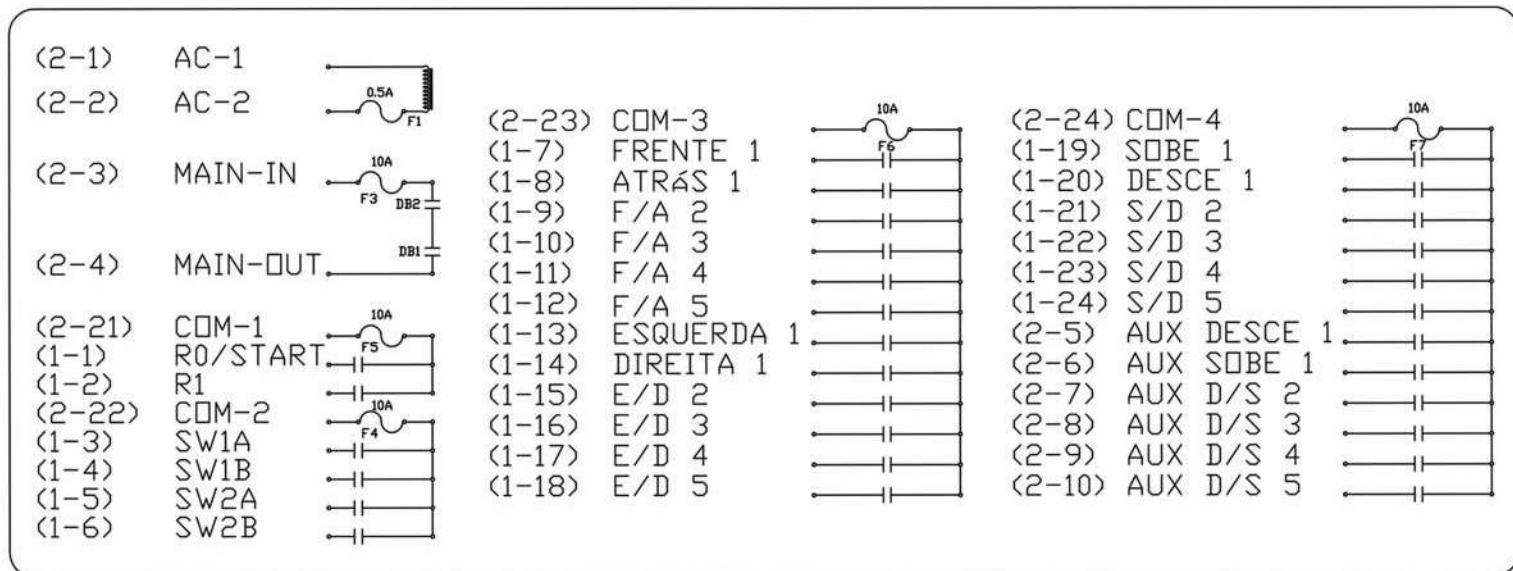 (2-1) AC-1
(2-2) AC-2 0.5A F1
(2-3) MAIN-IN 10A F3 DB2
DB1
(2-4) MAIN-OUT
(2-21) COM-1 10A F5
(1-1) R0/START
(1-2) R1
(2-22) COM-2 10A F4
(1-3) SW1A
(1-4) SW1B
(1-5) SW2A
(1-6) SW2B
(2-23) COM-3 10A F6
(1-7) FRENTE 1
(1-8) ATRáS 1
(1-9) F/A 2
(1-10) F/A 3
(1-11) F/A 4
(1-12) F/A 5
(1-13) ESQUERDA 1
(1-14) DIREITA 1
(1-15) E/D 2
(1-16) E/D 3
(1-17) E/D 4
(1-18) E/D 5
(2-24) COM-4 10A F7
(1-19) SOBE 1
(1-20) DESCE 1
(1-21) S/D 2
(1-22) S/D 3
(1-23) S/D 4
(1-24) S/D 5
(2-5) AUX DESCE 1
(2-6) AUX SOBE 1
(2-7) AUX D/S 2
(2-8) AUX D/S 3
(2-9) AUX D/S 4
(2-10) AUX D/S 5